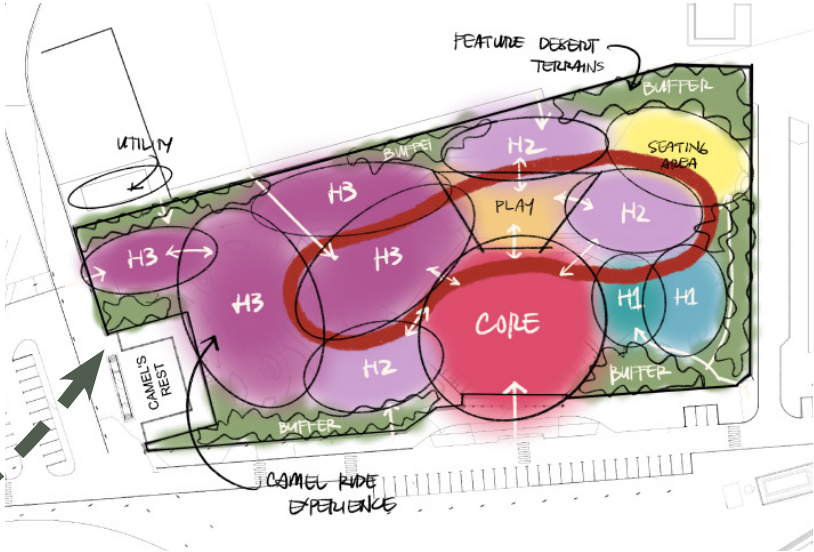 FEATURE DESERT
TERRAINS
BUFFER
UTILITY
BUFFER
H2
SEATING
AREA
H3
PLAY
H2
H3
H3
H3
H1
H1
CORE
CAMEL'S
REST
H2
BUFFER
BUFFER
CAMEL RIDE
EXPERIENCE